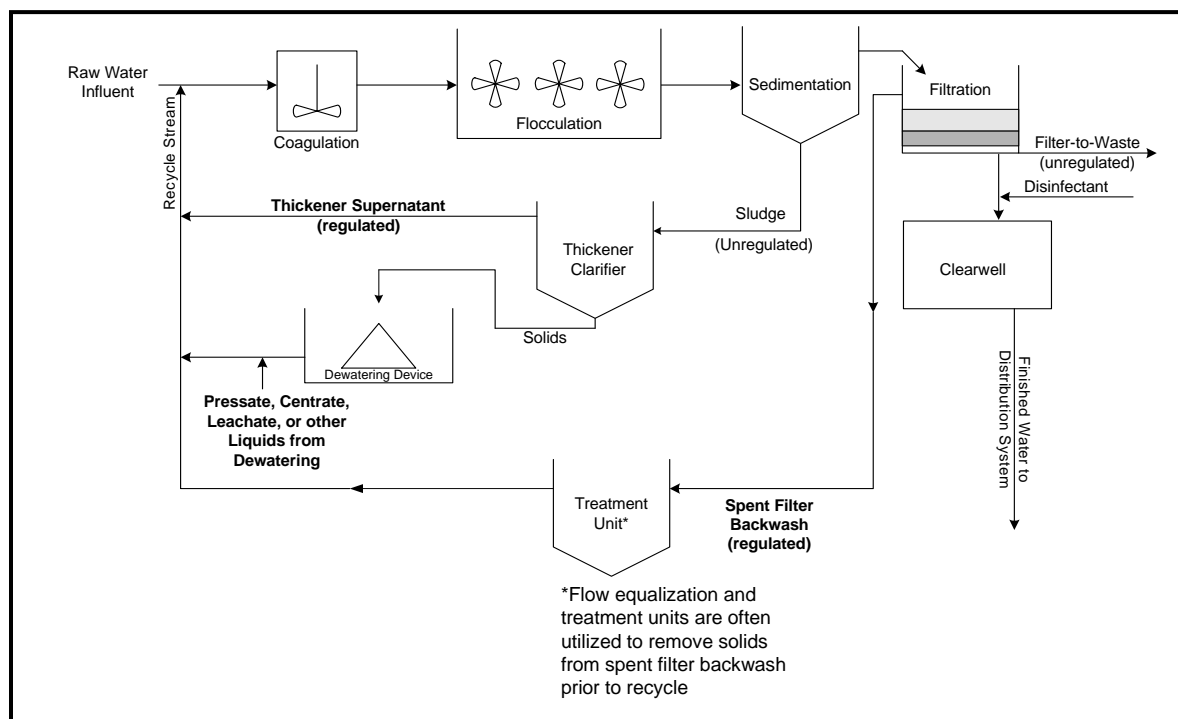 Raw Water
Influent
Recycle Stream
Coagulation
Flocculation
Sedimentation
Filtration
Filter-to-Waste
(unregulated)
Disinfectant
Thickener Supernatant
(regulated)
Thickener
Clarifier
Sludge
(Unregulated)
Clearwell
Solids
Dewatering Device
Pressate, Centrate,
Leachate, or other
Liquids from
Dewatering
Finished Water to
Distribution System
Treatment
Unit*
Spent Filter
Backwash
(regulated)
*Flow equalization and
treatment units are often
utilized to remove solids
from spent filter backwash
prior to recycle